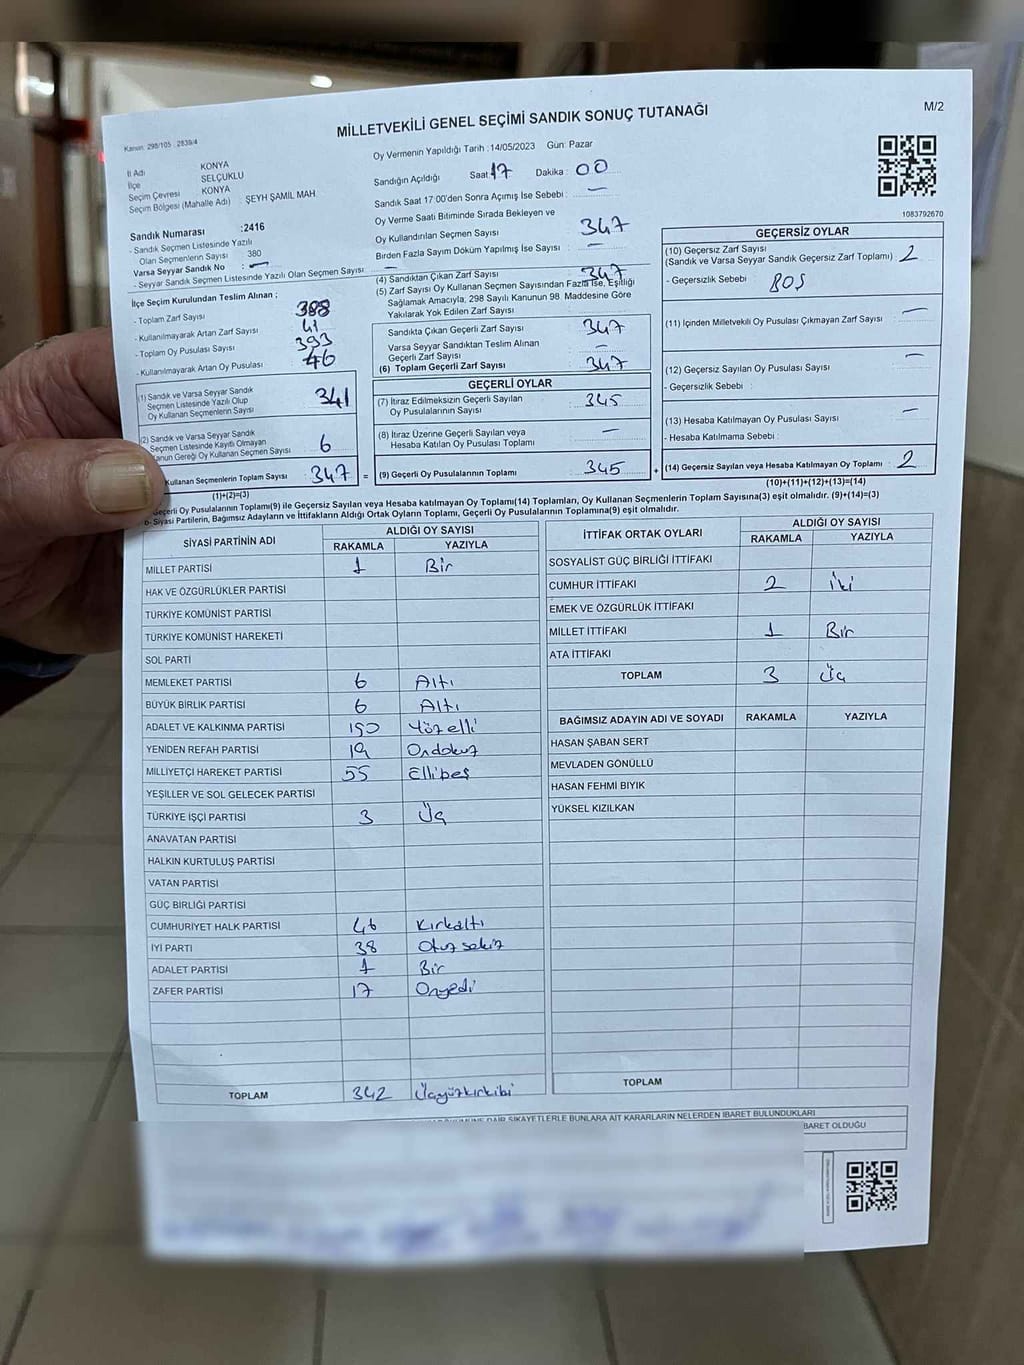 MİLLETVEKİLİ GENEL SEÇİMİ SANDIK SONUÇ TUTANAĞI
M/2
Kanun: 298/105 : 2839/4
İl Adı KONYA
İlçe SELÇUKLU
Seçim Çevresi KONYA
Seçim Bölgesi (Mahalle Adı) : ŞEYH ŞAMİL MAH
Oy Vermenin Yapıldığı Tarih : 14/05/2023 Gün: Pazar
Sandığın Açıldığı Saat: 17 Dakika : 00
Sandık Saat 17:00'den Sonra Açımış İse Sebebi : —
Oy Verme Saati Bitiminde Sırada Bekleyen ve
Oy Kullandırılan Seçmen Sayısı : 347
Birden Fazla Sayım Döküm Yapılmış İse Sayısı : —
1083792670
Sandık Numarası :2416
- Sandık Seçmen Listesinde Yazılı
Olan Seçmenlerin Sayısı : 380
Varsa Seyyar Sandık No : —
- Seyyar Sandık Seçmen Listesinde Yazılı Olan Seçmen Sayısı : —
İlçe Seçim Kurulundan Teslim Alınan ;
- Toplam Zarf Sayısı : 388
- Kullanılmayarak Artan Zarf Sayısı : 41
- Toplam Oy Pusulası Sayısı : 393
- Kullanılmayarak Artan Oy Pusulası : 46
(1) Sandık ve Varsa Seyyar Sandık
Seçmen Listesinde Yazılı Olup
Oy Kullanan Seçmenlerin Sayısı : 341
(2) Sandık ve Varsa Seyyar Sandık
Seçmen Listesinde Kayıtlı Olmayan
Kanun Gereği Oy Kullanan Seçmen Sayısı : 6
Kullanan Seçmenlerin Toplam Sayısı : 347 =
(1)+(2)=(3)
(4) Sandıktan Çıkan Zarf Sayısı : 347
(5) Zarf Sayısı Oy Kullanan Seçmen Sayısından Fazla İse, Eşitliği
Sağlamak Amacıyla, 298 Sayılı Kanunun 98. Maddesine Göre
Yakılarak Yok Edilen Zarf Sayısı :
Sandıkta Çıkan Geçerli Zarf Sayısı : 347
Varsa Seyyar Sandıktan Teslim Alınan
Geçerli Zarf Sayısı : —
(6) Toplam Geçerli Zarf Sayısı : 347
GEÇERLİ OYLAR
(7) İtiraz Edilmeksizin Geçerli Sayılan
Oy Pusulalarının Sayısı : 345
(8) İtiraz Üzerine Geçerli Sayılan veya
Hesaba Katılan Oy Pusulası Toplamı : —
(9) Geçerli Oy Pusulalarının Toplamı : 345 +
GEÇERSİZ OYLAR
(10) Geçersiz Zarf Sayısı
(Sandık ve Varsa Seyyar Sandık Geçersiz Zarf Toplamı) : 2
- Geçersizlik Sebebi : BOŞ
(11) İçinden Milletvekili Oy Pusulası Çıkmayan Zarf Sayısı : —
(12) Geçersiz Sayılan Oy Pusulası Sayısı : —
- Geçersizlik Sebebi :
(13) Hesaba Katılmayan Oy Pusulası Sayısı : —
- Hesaba Katılmama Sebebi :
(14) Geçersiz Sayılan veya Hesaba Katılmayan Oy Toplamı : 2
(10)+(11)+(12)+(13)=(14)
Geçerli Oy Pusulalarının Toplamı(9) ile Geçersiz Sayılan veya Hesaba katılmayan Oy Toplamı(14) Toplamları, Oy Kullanan Seçmenlerin Toplam Sayısına(3) eşit olmalıdır. (9)+(14)=(3)
b- Siyasi Partilerin, Bağımsız Adayların ve İttifakların Aldığı Ortak Oyların Toplamı, Geçerli Oy Pusulalarının Toplamına(9) eşit olmalıdır.
SİYASİ PARTİNİN ADI ALDIĞI OY SAYISI
RAKAMLA YAZIYLA
MİLLET PARTİSİ 1 Bir
HAK VE ÖZGÜRLÜKLER PARTİSİ
TÜRKİYE KOMÜNİST PARTİSİ
TÜRKİYE KOMÜNİST HAREKETİ
SOL PARTİ
MEMLEKET PARTİSİ 6 Altı
BÜYÜK BİRLİK PARTİSİ 6 Altı
ADALET VE KALKINMA PARTİSİ 150 Yüzelli
YENİDEN REFAH PARTİSİ 19 Ondokuz
MİLLİYETÇİ HAREKET PARTİSİ 55 Ellibeş
YEŞİLLER VE SOL GELECEK PARTİSİ
TÜRKİYE İŞÇİ PARTİSİ 3 Üç
ANAVATAN PARTİSİ
HALKIN KURTULUŞ PARTİSİ
VATAN PARTİSİ
GÜÇ BİRLİĞİ PARTİSİ
CUMHURİYET HALK PARTİSİ 46 Kırkaltı
İYİ PARTİ 38 Otuz sekiz
ADALET PARTİSİ 1 Bir
ZAFER PARTİSİ 17 Onyedi
TOPLAM 342 Üçyüzkırkiki
İTTİFAK ORTAK OYLARI ALDIĞI OY SAYISI
RAKAMLA YAZIYLA
SOSYALİST GÜÇ BİRLİĞİ İTTİFAKI
CUMHUR İTTİFAKI 2 İki
EMEK VE ÖZGÜRLÜK İTTİFAKI
MİLLET İTTİFAKI 1 Bir
ATA İTTİFAKI
TOPLAM 3 Üç
BAĞIMSIZ ADAYIN ADI VE SOYADI RAKAMLA YAZIYLA
HASAN ŞABAN SERT
MEVLADEN GÖNÜLLÜ
HASAN FEHMİ BIYIK
YÜKSEL KIZILKAN
TOPLAM
DAİR ŞİKAYETLERLE BUNLARA AİT KARARLARIN NELERDEN İBARET BULUNDUKLARI
BARET OLDUĞU